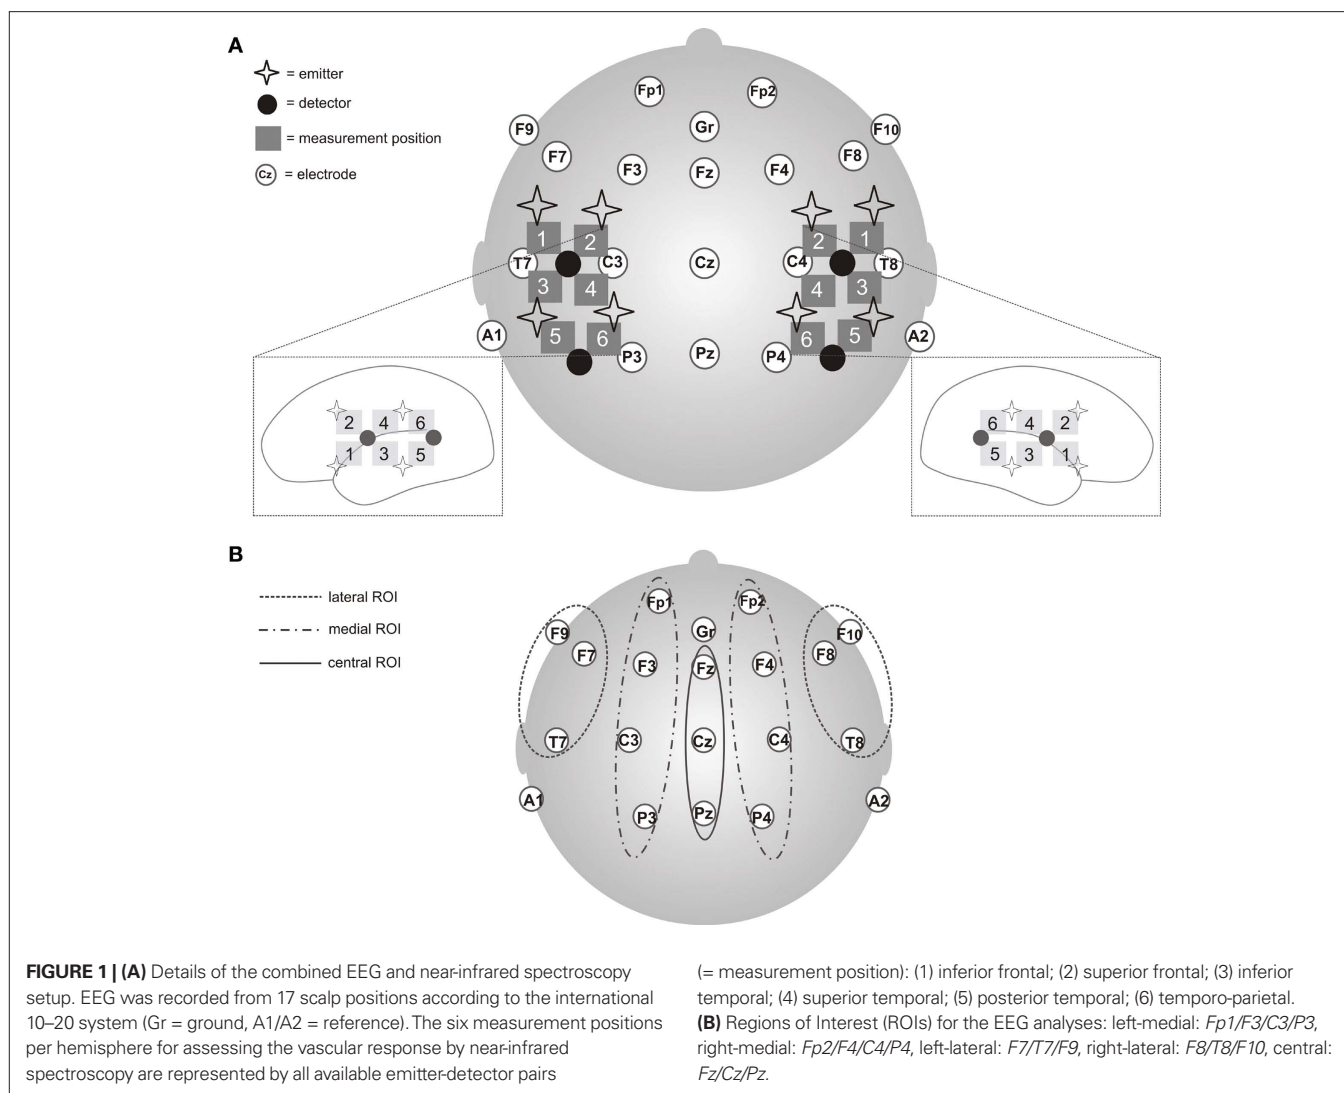 A
= emitter
= detector
= measurement position
Cz = electrode
Fp1 Fp2
F9 Gr F10
F7 F3 Fz F4 F8
1 2 2 1
T7 C3 Cz C4 T8
3 4 4 3
A1 5 6 6 5 A2
P3 Pz P4
2 4 6
1 3 5
6 4 2
5 3 1
B
lateral ROI
medial ROI
central ROI
Fp1 Fp2
F9 Gr F10
F7 F3 Fz F4 F8
T7 C3 Cz C4 T8
A1 A2
P3 Pz P4
FIGURE 1 | (A) Details of the combined EEG and near-infrared spectroscopy
setup. EEG was recorded from 17 scalp positions according to the international
10–20 system (Gr = ground, A1/A2 = reference). The six measurement positions
per hemisphere for assessing the vascular response by near-infrared
spectroscopy are represented by all available emitter-detector pairs
(= measurement position): (1) inferior frontal; (2) superior frontal; (3) inferior
temporal; (4) superior temporal; (5) posterior temporal; (6) temporo-parietal.
(B) Regions of Interest (ROIs) for the EEG analyses: left-medial: Fp1/F3/C3/P3,
right-medial: Fp2/F4/C4/P4, left-lateral: F7/T7/F9, right-lateral: F8/T8/F10, central:
Fz/Cz/Pz.